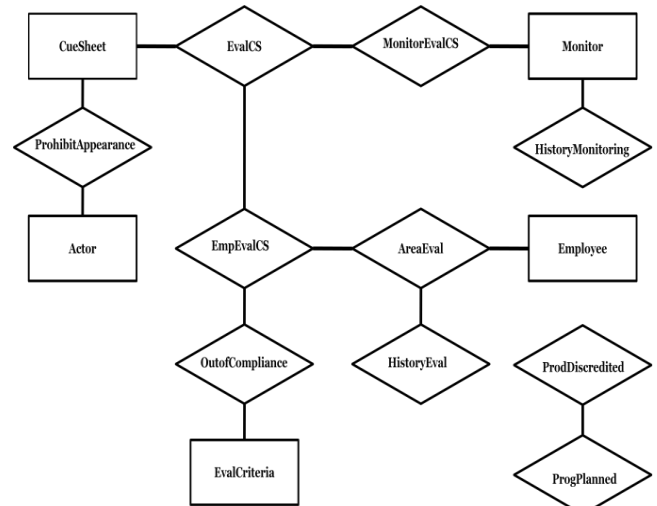 CueSheet
EvalCS
MonitorEvalCS
Monitor
ProhibitAppearance
HistoryMonitoring
Actor
EmpEvalCS
AreaEval
Employee
OutofCompliance
HistoryEval
ProdDiscredited
EvalCriteria
ProgPlanned